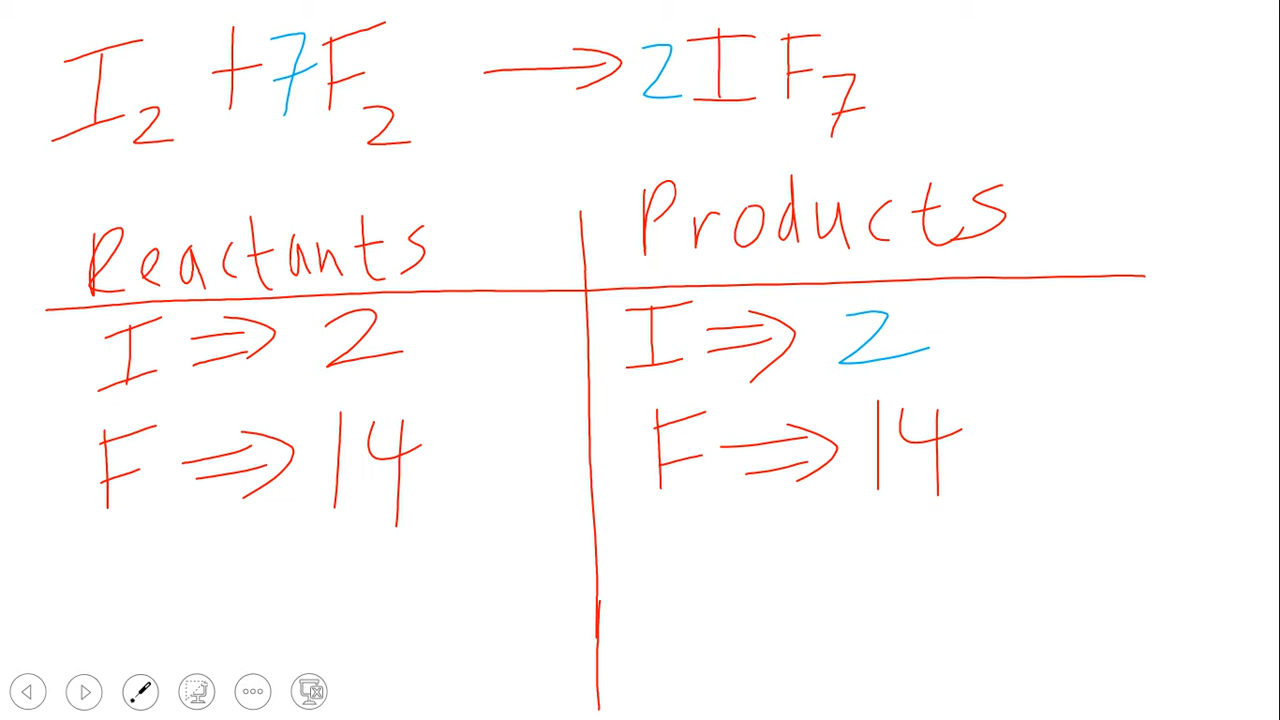 I₂ + 7F₂ → 2IF₇
Reactants Products
I ⇒ 2 I ⇒ 2
F ⇒ 14 F ⇒ 14